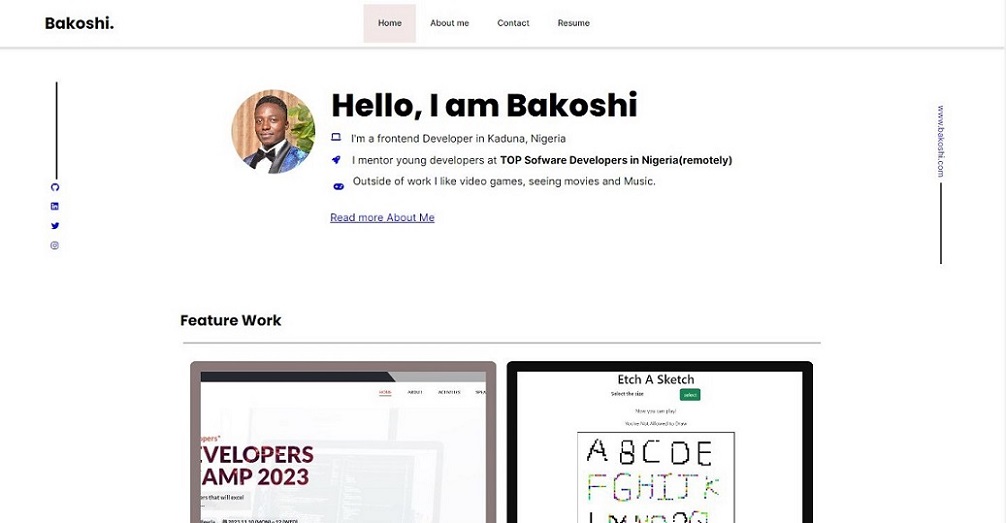 Bakoshi.
Home
About me
Contact
Resume
Hello, I am Bakoshi
I'm a frontend Developer in Kaduna, Nigeria
I mentor young developers at TOP Sofware Developers in Nigeria(remotely)
Outside of work I like video games, seeing movies and Music.
Read more About Me
www.bakoshi.com
Feature Work
HOME
ABOUT
ACTIVITIES
SPEA
opers"
EVELOPERS
AMP 2023
ers that will excel
Etch A Sketch
Select the size
select
Now you can play!
You're Not Allowed to Draw
A B C D E
F G H I J K